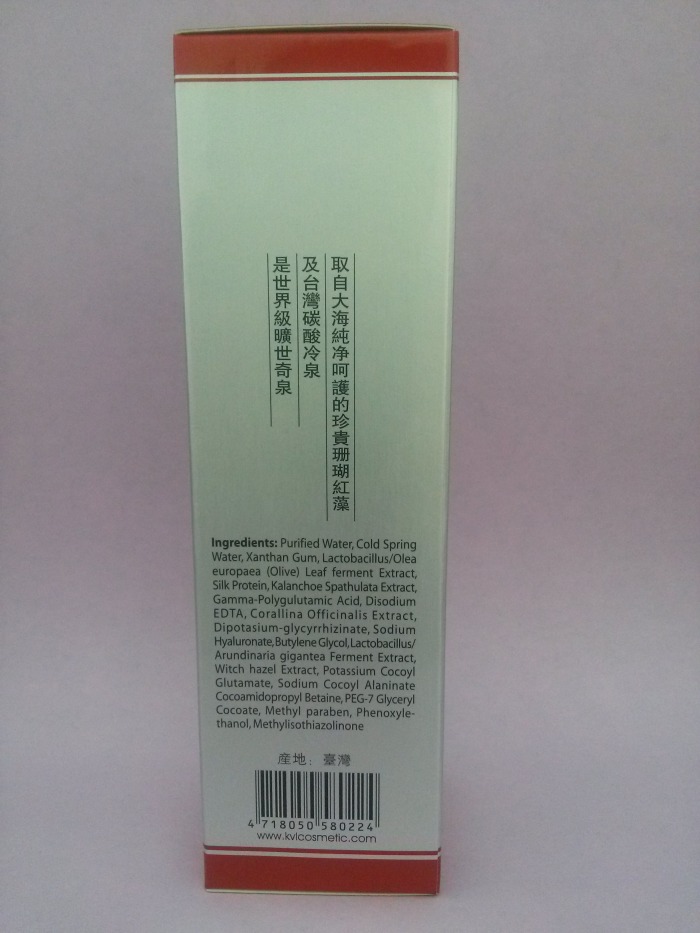 取自大海純净呵護的珍貴珊瑚紅藻
及台灣碳酸冷泉
是世界級曠世奇泉
Ingredients: Purified Water, Cold Spring
Water, Xanthan Gum, Lactobacillus/Olea
europaea (Olive) Leaf ferment Extract,
Silk Protein, Kalanchoe Spathulata Extract,
Gamma-Polyglutamic Acid, Disodium
EDTA, Corallina Officinalis Extract,
Dipotasium-glycyrrhizinate, Sodium
Hyaluronate, Butylene Glycol, Lactobacillus/
Arundinaria gigantea Ferment Extract,
Witch hazel Extract, Potassium Cocoyl
Glutamate, Sodium Cocoyl Alaninate
Cocoamidopropyl Betaine, PEG-7 Glyceryl
Cocoate, Methyl paraben, Phenoxyle-
thanol, Methylisothiazolinone
産地：臺灣
4 718050 580224
www.kvlcosmetic.com